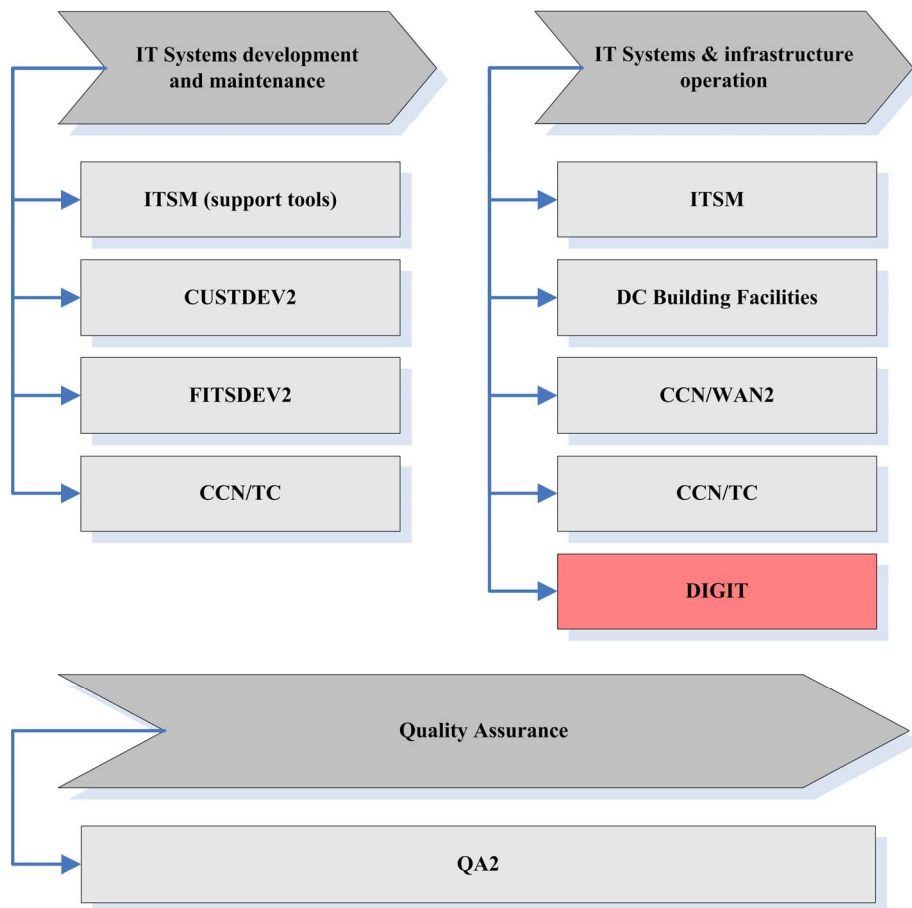 IT Systems development
and maintenance
ITSM (support tools)
CUSTDEV2
FITSDEV2
CCN/TC
IT Systems & infrastructure
operation
ITSM
DC Building Facilities
CCN/WAN2
CCN/TC
DIGIT
Quality Assurance
QA2